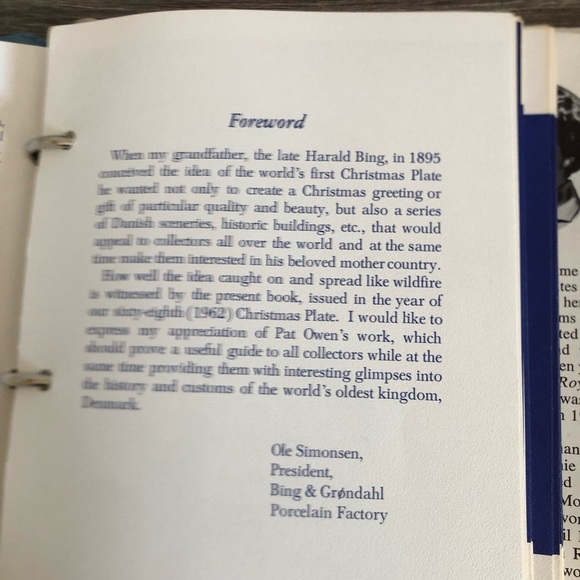 Foreword
When my grandfather, the late Harald Bing, in 1895
conceived the idea of the world's first Christmas Plate
he wanted not only to create a Christmas greeting or
gift of particular quality and beauty, but also a series
of Danish sceneries, historic buildings, etc., that would
appeal to collectors all over the world and at the same
time make them interested in his beloved mother country.
How well the idea caught on and spread like wildfire
is witnessed by the present book, issued in the year of
our sixty-eighth (1962) Christmas Plate. I would like to
express my appreciation of Pat Owen's work, which
should prove a useful guide to all collectors while at the
same time providing them with interesting glimpses into
the history and customs of the world's oldest kingdom,
Denmark.
Ole Simonsen,
President,
Bing & Grøndahl
Porcelain Factory